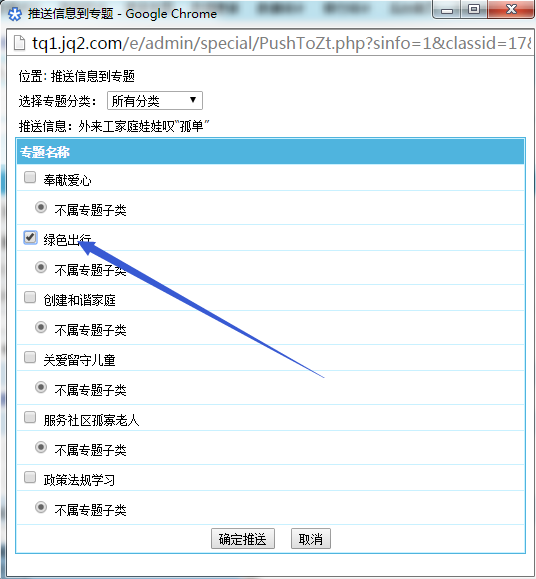 推送信息到专题 - Google Chrome
tq1.jq2.com/e/admin/special/PushToZt.php?sinfo=1&classid=17&
位置: 推送信息到专题
选择专题分类: 所有分类
推送信息: 外来工家庭娃娃叹“孤单”
专题名称
奉献爱心
不属专题子类
绿色出行
不属专题子类
创建和谐家庭
不属专题子类
关爱留守儿童
不属专题子类
服务社区孤寡老人
不属专题子类
政策法规学习
不属专题子类
确定推送 取消